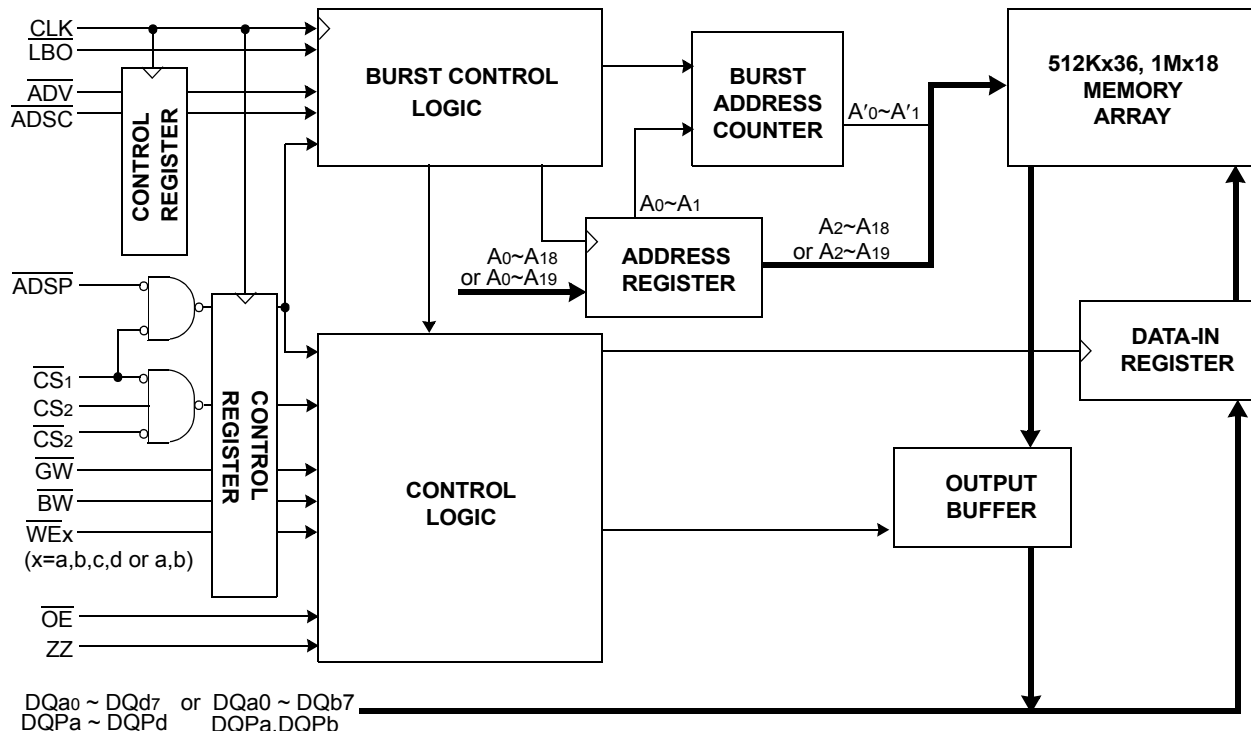 CLK
LBO
ADV
ADSC
CONTROL
REGISTER
BURST CONTROL
LOGIC
BURST
ADDRESS
COUNTER
A′0~A′1
512Kx36, 1Mx18
MEMORY
ARRAY
A0~A1
A0~A18
or A0~A19
ADDRESS
REGISTER
A2~A18
or A2~A19
ADSP
CS1
CS2
CS2
GW
BW
WEx
(x=a,b,c,d or a,b)
CONTROL
REGISTER
CONTROL
LOGIC
DATA-IN
REGISTER
OUTPUT
BUFFER
OE
ZZ
DQa0 ~ DQd7 or DQa0 ~ DQb7
DQPa ~ DQPd DQPa,DQPb